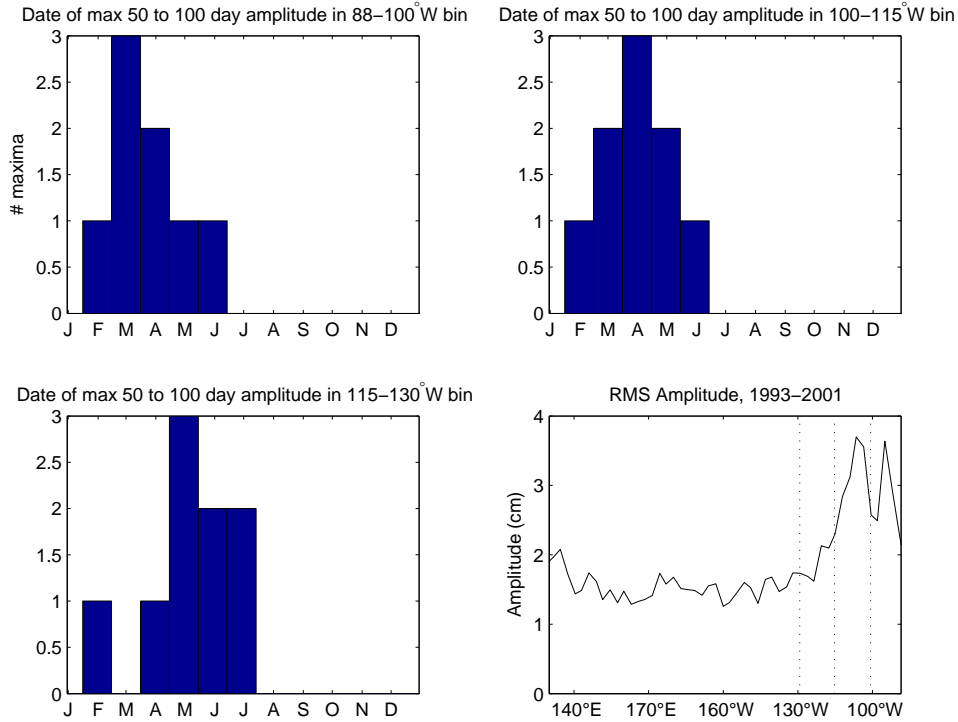 Date of max 50 to 100 day amplitude in 88−100°W bin
3
2.5
2
1.5
1
0.5
0
# maxima
J F M A M J J A S O N D
Date of max 50 to 100 day amplitude in 100−115°W bin
3
2.5
2
1.5
1
0.5
0
J F M A M J J A S O N D
Date of max 50 to 100 day amplitude in 115−130°W bin
3
2.5
2
1.5
1
0.5
0
J F M A M J J A S O N D
RMS Amplitude, 1993−2001
4
3
2
1
0
Amplitude (cm)
140°E 170°E 160°W 130°W 100°W